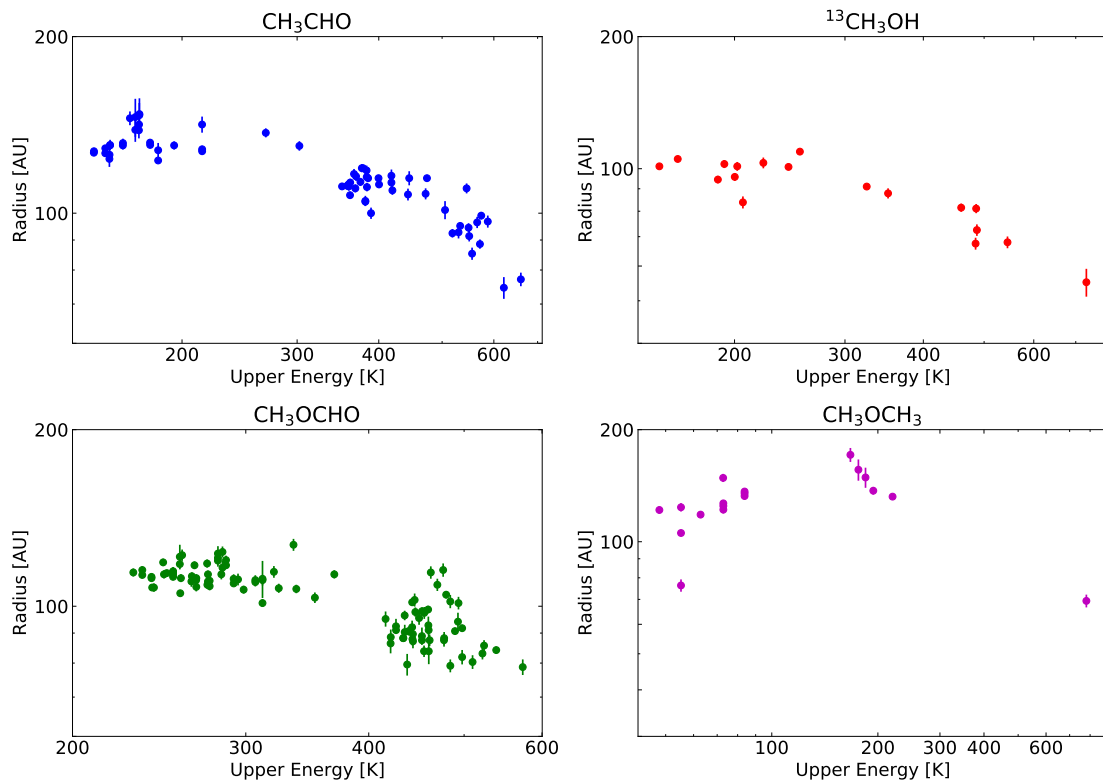 CH₃CHO
200
100
Radius [AU]
200 300 400 600
Upper Energy [K]
¹³CH₃OH
200
100
Radius [AU]
200 300 400 600
Upper Energy [K]
CH₃OCHO
200
100
Radius [AU]
200 300 400 600
Upper Energy [K]
CH₃OCH₃
200
100
Radius [AU]
100 200 300 400 600
Upper Energy [K]